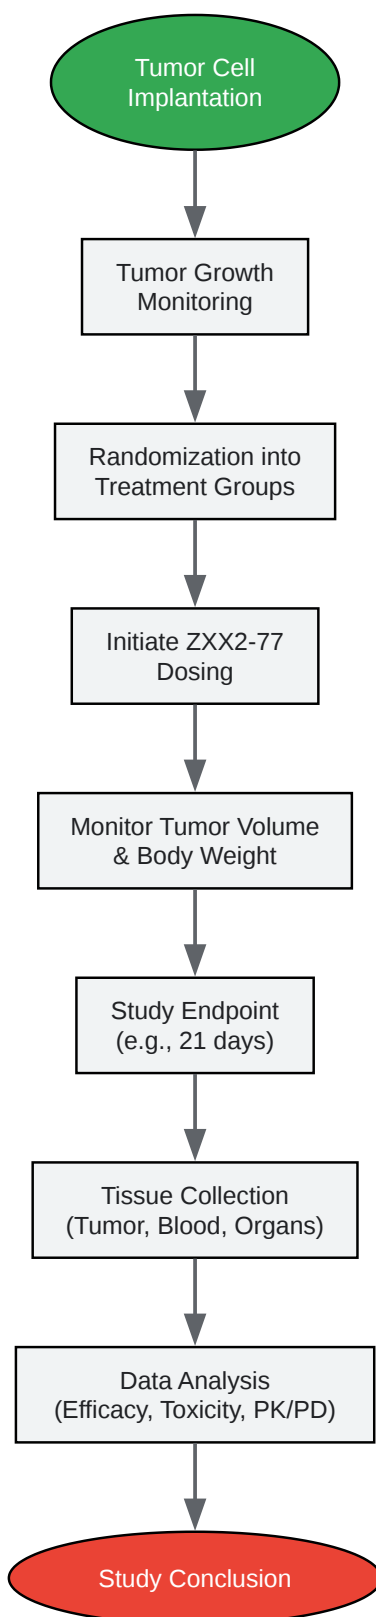 Tumor Cell
Implantation
Tumor Growth
Monitoring
Randomization into
Treatment Groups
Initiate ZXX2-77
Dosing
Monitor Tumor Volume
& Body Weight
Study Endpoint
(e.g., 21 days)
Tissue Collection
(Tumor, Blood, Organs)
Data Analysis
(Efficacy, Toxicity, PK/PD)
Study Conclusion